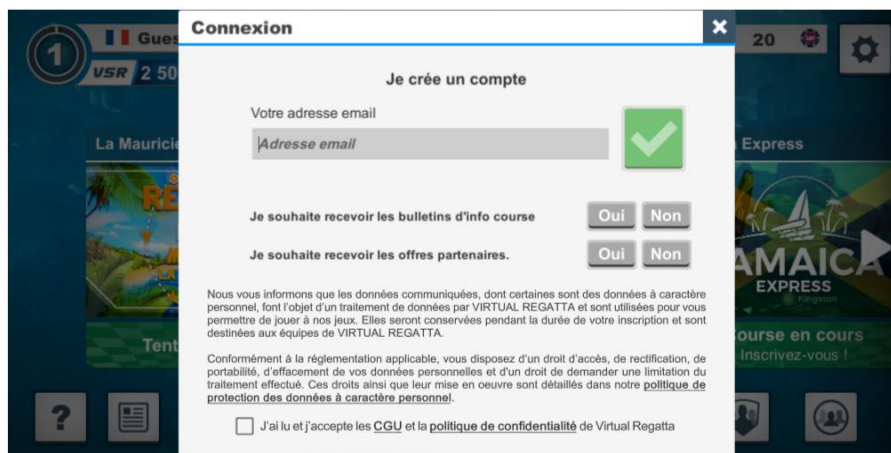 Connexion
1
Gues
VSR 2 50
20
Je crée un compte
Votre adresse email
Adresse email
La Mauricie
Express
Je souhaite recevoir les bulletins d'info course
Oui Non
Je souhaite recevoir les offres partenaires.
Oui Non
RE
JAMAICA
EXPRESS
Kingston
Nous vous informons que les données communiquées, dont certaines sont des données à caractère
personnel, font l'objet d'un traitement de données par VIRTUAL REGATTA et sont utilisées pour vous
permettre de jouer à nos jeux. Elles seront conservées pendant la durée de votre inscription et sont
destinées aux équipes de VIRTUAL REGATTA.
Tent
ourse en cours
Inscrivez-vous !
Conformément à la réglementation applicable, vous disposez d'un droit d'accès, de rectification, de
portabilité, d'effacement de vos données personnelles et d'un droit de demander une limitation du
traitement effectué. Ces droits ainsi que leur mise en oeuvre sont détaillés dans notre politique de
protection des données à caractère personnel.
?
J'ai lu et j'accepte les CGU et la politique de confidentialité de Virtual Regatta